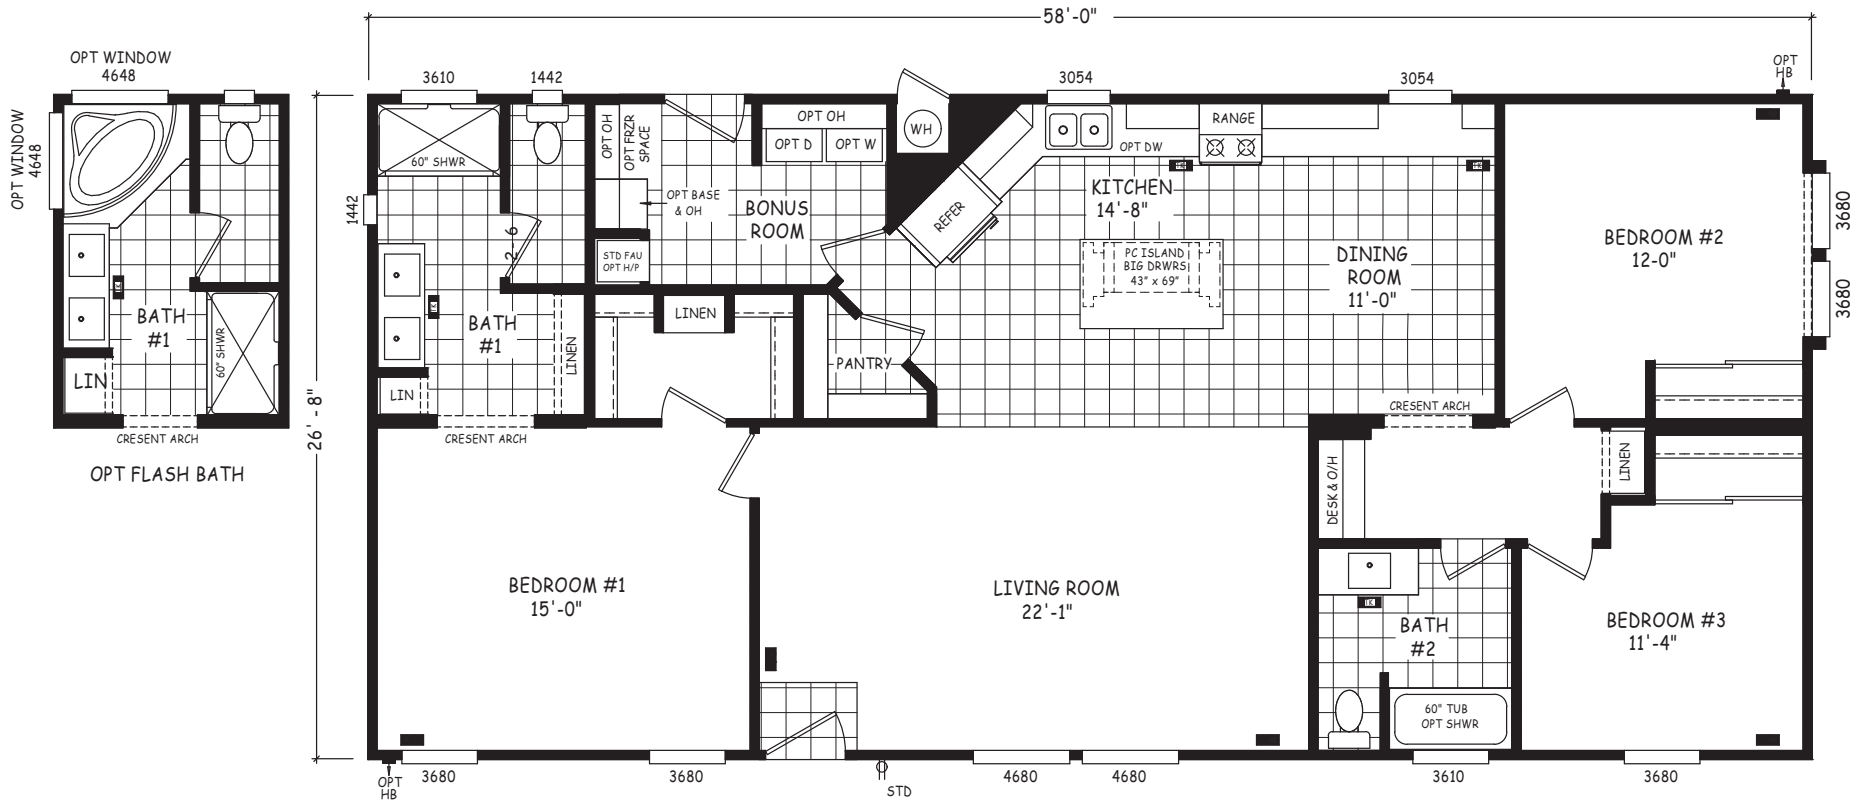 58'-0"
OPT WINDOW
4648
OPT WINDOW
4648
BATH
#1
60" SHWR
LIN
CRESENT ARCH
OPT FLASH BATH
26'-8"
3610
1442
3054
3054
OPT
HB
1442
60" SHWR
2-6
BATH
#1
LINEN
LIN
CRESENT ARCH
OPT OH
OPT FRZR
SPACE
OPT BASE
& OH
STD FAU
OPT H/P
OPT OH
OPT D
OPT W
BONUS
ROOM
LINEN
WH
REFER
PANTRY
OPT DW
RANGE
KITCHEN
14'-8"
PC ISLAND
BIG DRWRS
43" x 69"
DINING
ROOM
11'-0"
CRESENT ARCH
BEDROOM #2
12-0"
3680
3680
LINEN
DESK & O/H
BEDROOM #1
15'-0"
LIVING ROOM
22'-1"
BATH
#2
60" TUB
OPT SHWR
BEDROOM #3
11'-4"
OPT
HB
3680
3680
STD
4680
4680
3610
3680